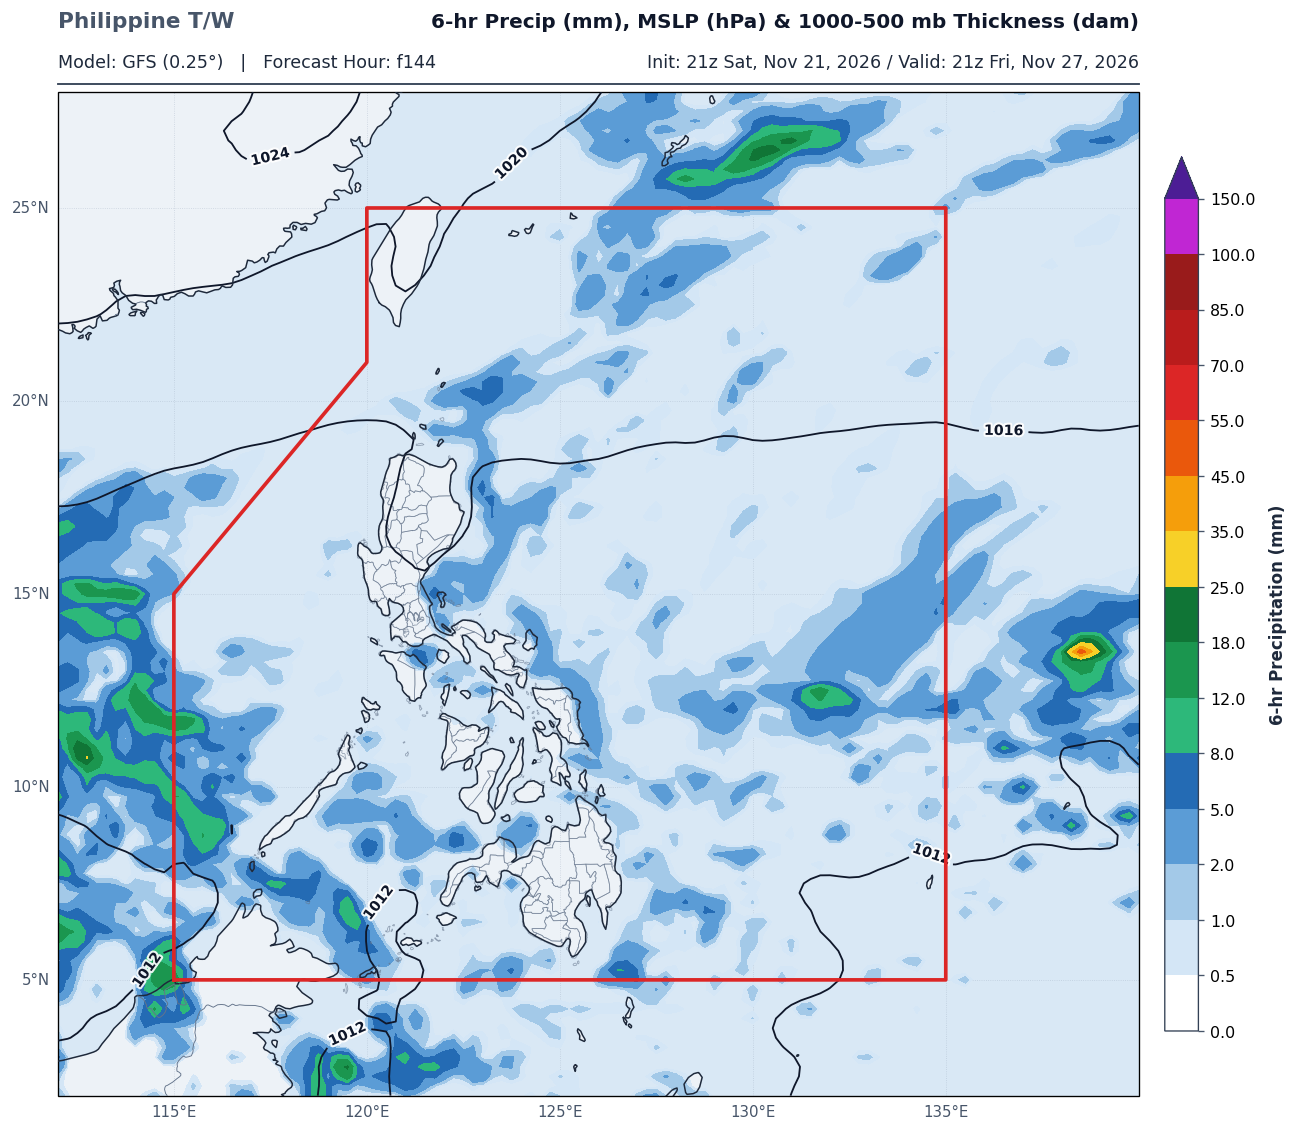 Philippine T/W
6-hr Precip (mm), MSLP (hPa) & 1000-500 mb Thickness (dam)
Model: GFS (0.25°) | Forecast Hour: f144
Init: 21z Sat, Nov 21, 2026 / Valid: 21z Fri, Nov 27, 2026
1024
1020
1016
1012
1012
1012
1012
25°N
20°N
15°N
10°N
5°N
115°E
120°E
125°E
130°E
135°E
150.0
100.0
85.0
70.0
55.0
45.0
35.0
25.0
18.0
12.0
8.0
5.0
2.0
1.0
0.5
0.0
6-hr Precipitation (mm)